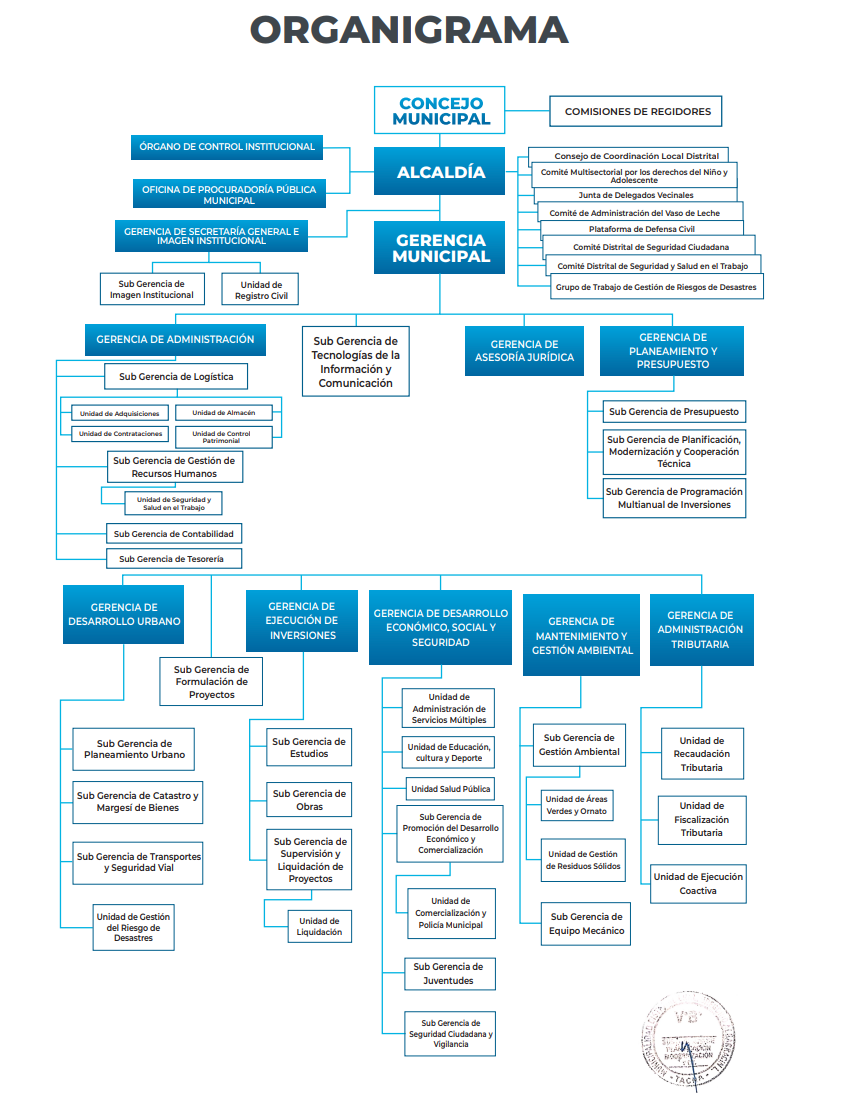 ORGANIGRAMA
CONCEJO
MUNICIPAL
COMISIONES DE REGIDORES
ÓRGANO DE CONTROL INSTITUCIONAL
ALCALDÍA
OFICINA DE PROCURADORÍA PÚBLICA
MUNICIPAL
Consejo de Coordinación Local Distrital
Comité Multisectorial por los derechos del Niño y
Adolescente
Junta de Delegados Vecinales
Comité de Administración del Vaso de Leche
Plataforma de Defensa Civil
Comité Distrital de Seguridad Ciudadana
Comité Distrital de Seguridad y Salud en el Trabajo
Grupo de Trabajo de Gestión de Riesgos de Desastres
GERENCIA DE SECRETARÍA GENERAL E
IMAGEN INSTITUCIONAL
GERENCIA
MUNICIPAL
Sub Gerencia de
Imagen Institucional
Unidad de
Registro Civil
GERENCIA DE ADMINISTRACIÓN
Sub Gerencia de
Tecnologías de la
Información y
Comunicación
GERENCIA DE
ASESORÍA JURÍDICA
GERENCIA DE
PLANEAMIENTO Y
PRESUPUESTO
Sub Gerencia de Logística
Unidad de Adquisiciones
Unidad de Almacén
Unidad de Contrataciones
Unidad de Control
Patrimonial
Sub Gerencia de Gestión de
Recursos Humanos
Unidad de Seguridad y
Salud en el Trabajo
Sub Gerencia de Contabilidad
Sub Gerencia de Tesorería
Sub Gerencia de Presupuesto
Sub Gerencia de Planificación,
Modernización y Cooperación
Técnica
Sub Gerencia de Programación
Multianual de Inversiones
GERENCIA DE
DESARROLLO URBANO
Sub Gerencia de
Formulación de
Proyectos
GERENCIA DE
EJECUCIÓN DE
INVERSIONES
GERENCIA DE DESARROLLO
ECONÓMICO, SOCIAL Y
SEGURIDAD
GERENCIA DE
MANTENIMIENTO Y
GESTIÓN AMBIENTAL
GERENCIA DE
ADMINISTRACIÓN
TRIBUTARIA
Sub Gerencia de
Planeamiento Urbano
Sub Gerencia de Catastro y
Margesí de Bienes
Sub Gerencia de Transportes
y Seguridad Vial
Unidad de Gestión
del Riesgo de
Desastres
Sub Gerencia de
Estudios
Sub Gerencia de
Obras
Sub Gerencia de
Supervisión y
Liquidación de
Proyectos
Unidad de
Liquidación
Unidad de
Administración de
Servicios Múltiples
Unidad de Educación,
cultura y Deporte
Unidad Salud Pública
Sub Gerencia de
Promoción del Desarrollo
Económico y
Comercialización
Unidad de
Comercialización y
Policía Municipal
Sub Gerencia de
Juventudes
Sub Gerencia de
Seguridad Ciudadana y
Vigilancia
Sub Gerencia de
Gestión Ambiental
Unidad de Áreas
Verdes y Ornato
Unidad de Gestión
de Residuos Sólidos
Sub Gerencia de
Equipo Mecánico
Unidad de
Recaudación
Tributaria
Unidad de
Fiscalización
Tributaria
Unidad de Ejecución
Coactiva
V°B°
TACNA